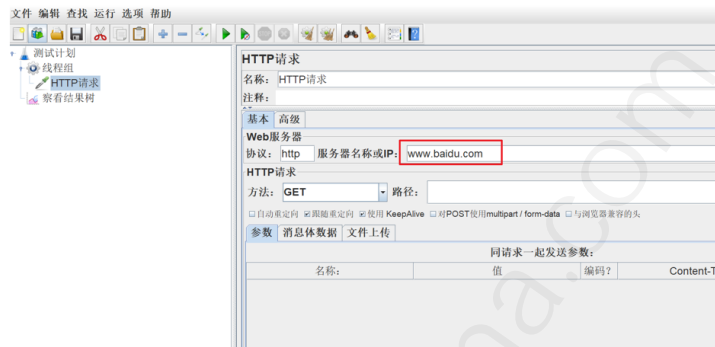 文件 编辑 查找 运行 选项 帮助
测试计划
线程组
HTTP请求
察看结果树
HTTP请求
名称: HTTP请求
注释:
基本 高级
Web服务器
协议: http 服务器名称或IP: www.baidu.com
HTTP请求
方法: GET 路径:
自动重定向 跟随重定向 使用 KeepAlive 对POST使用multipart / form-data 与浏览器兼容的头
参数 消息体数据 文件上传
同请求一起发送参数:
名称: 值 编码? Content-T